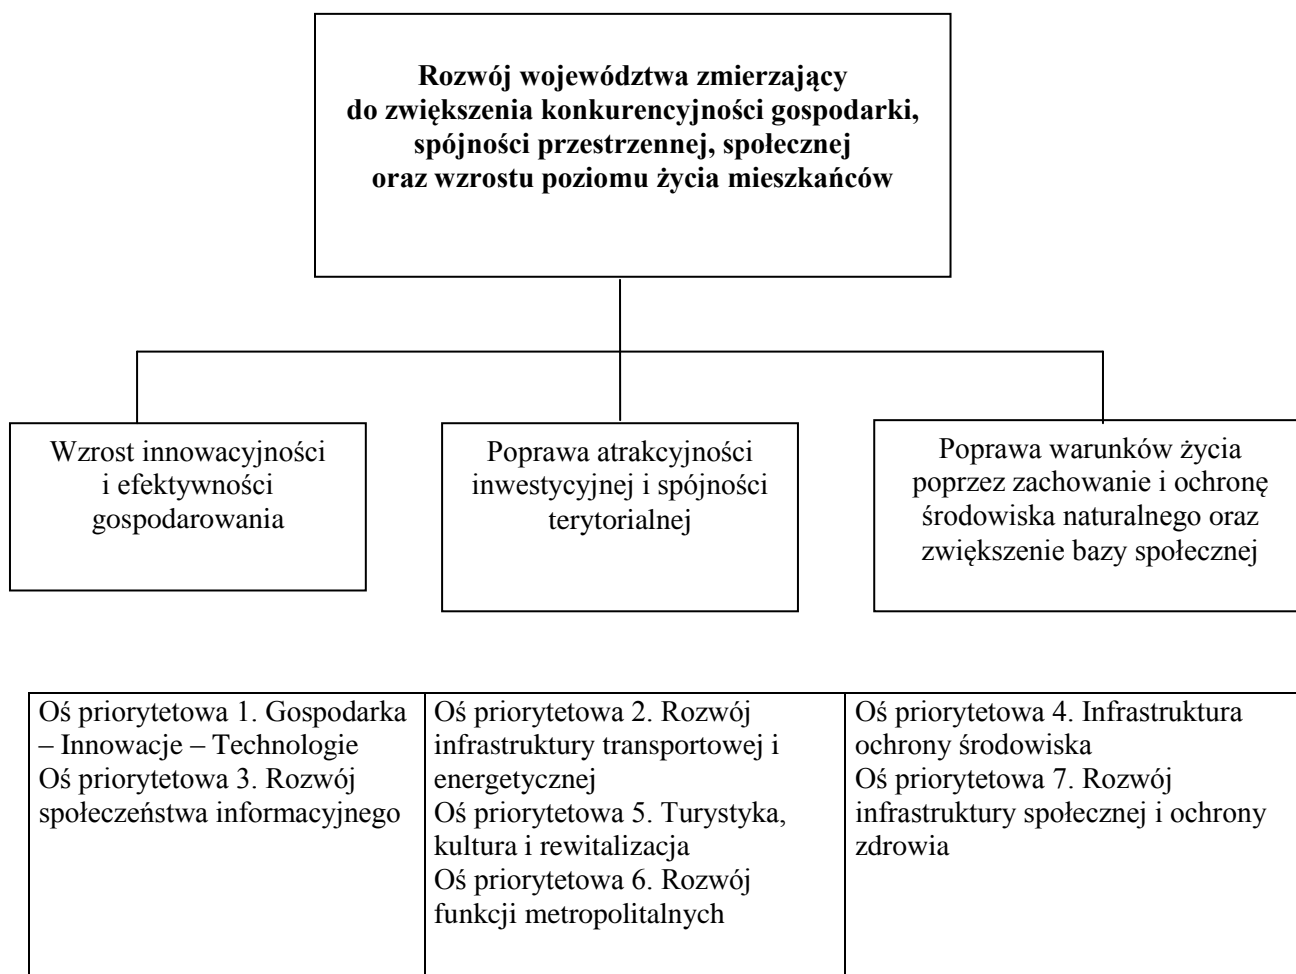 Rozwój województwa zmierzający
do zwiększenia konkurencyjności gospodarki,
spójności przestrzennej, społecznej
oraz wzrostu poziomu życia mieszkańców
Wzrost innowacyjności
i efektywności
gospodarowania
Poprawa atrakcyjności
inwestycyjnej i spójności
terytorialnej
Poprawa warunków życia
poprzez zachowanie i ochronę
środowiska naturalnego oraz
zwiększenie bazy społecznej
Oś priorytetowa 1. Gospodarka
– Innowacje – Technologie
Oś priorytetowa 3. Rozwój
społeczeństwa informacyjnego
Oś priorytetowa 2. Rozwój
infrastruktury transportowej i
energetycznej
Oś priorytetowa 5. Turystyka,
kultura i rewitalizacja
Oś priorytetowa 6. Rozwój
funkcji metropolitalnych
Oś priorytetowa 4. Infrastruktura
ochrony środowiska
Oś priorytetowa 7. Rozwój
infrastruktury społecznej i ochrony
zdrowia